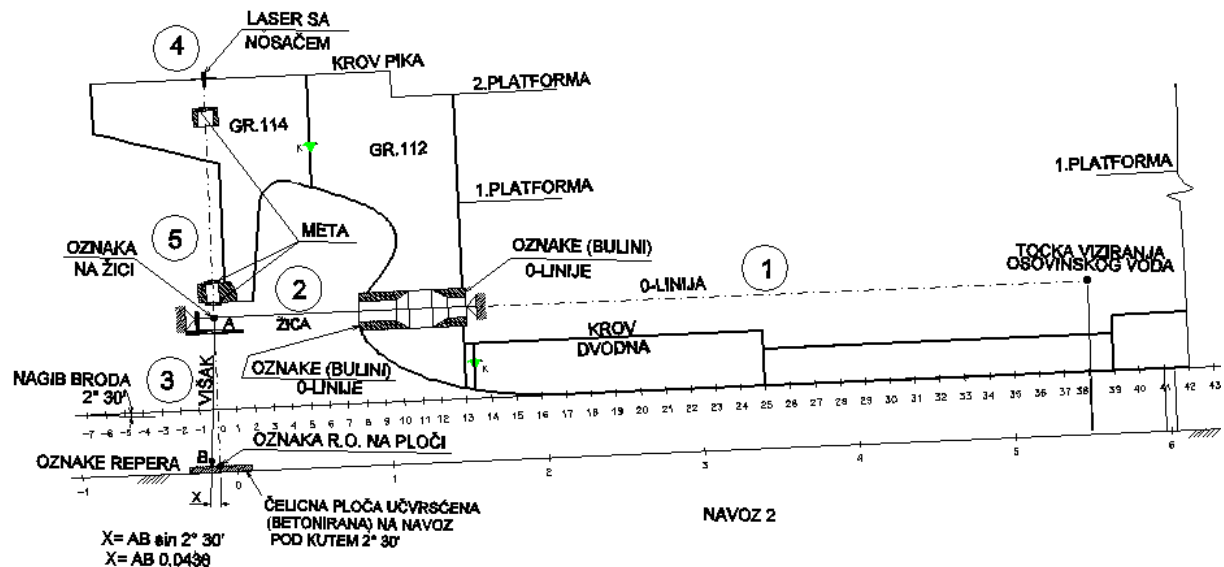 LASER SA
NOSAČEM
4
KROV PIKA
2.PLATFORMA
GR.114
K
GR.112
1.PLATFORMA
1.PLATFORMA
5
META
OZNAKA
NA ŽICI
OZNAKE (BULINI)
0-LINIJE
1
TOCKA VIZIRANJA
OSOVINSKOG VODA
2
0-LINIJA
A
ŽICA
KROV
DVODNA
K
OZNAKE (BULINI)
0-LINIJE
3
VIŠAK
NAGIB BRODA
2° 30'
-7 -6 -5 -4 -3 -2 -1 0 1 2 3 4 5 6 7 8 9 10 11 12 13 14 15 16 17 18 19 20 21 22 23 24 25 26 27 28 29 30 31 32 33 34 35 36 37 38 39 40 41 42 43
OZNAKA R.O. NA PLOČI
B
OZNAKE REPERA
-1 0 1 2 3 4 5 6
X
ČELICNA PLOČA UČVRSĆENA
(BETONIRANA) NA NAVOZ
POD KUTEM 2° 30'
NAVOZ 2
X= AB sin 2° 30'
X= AB 0,0436